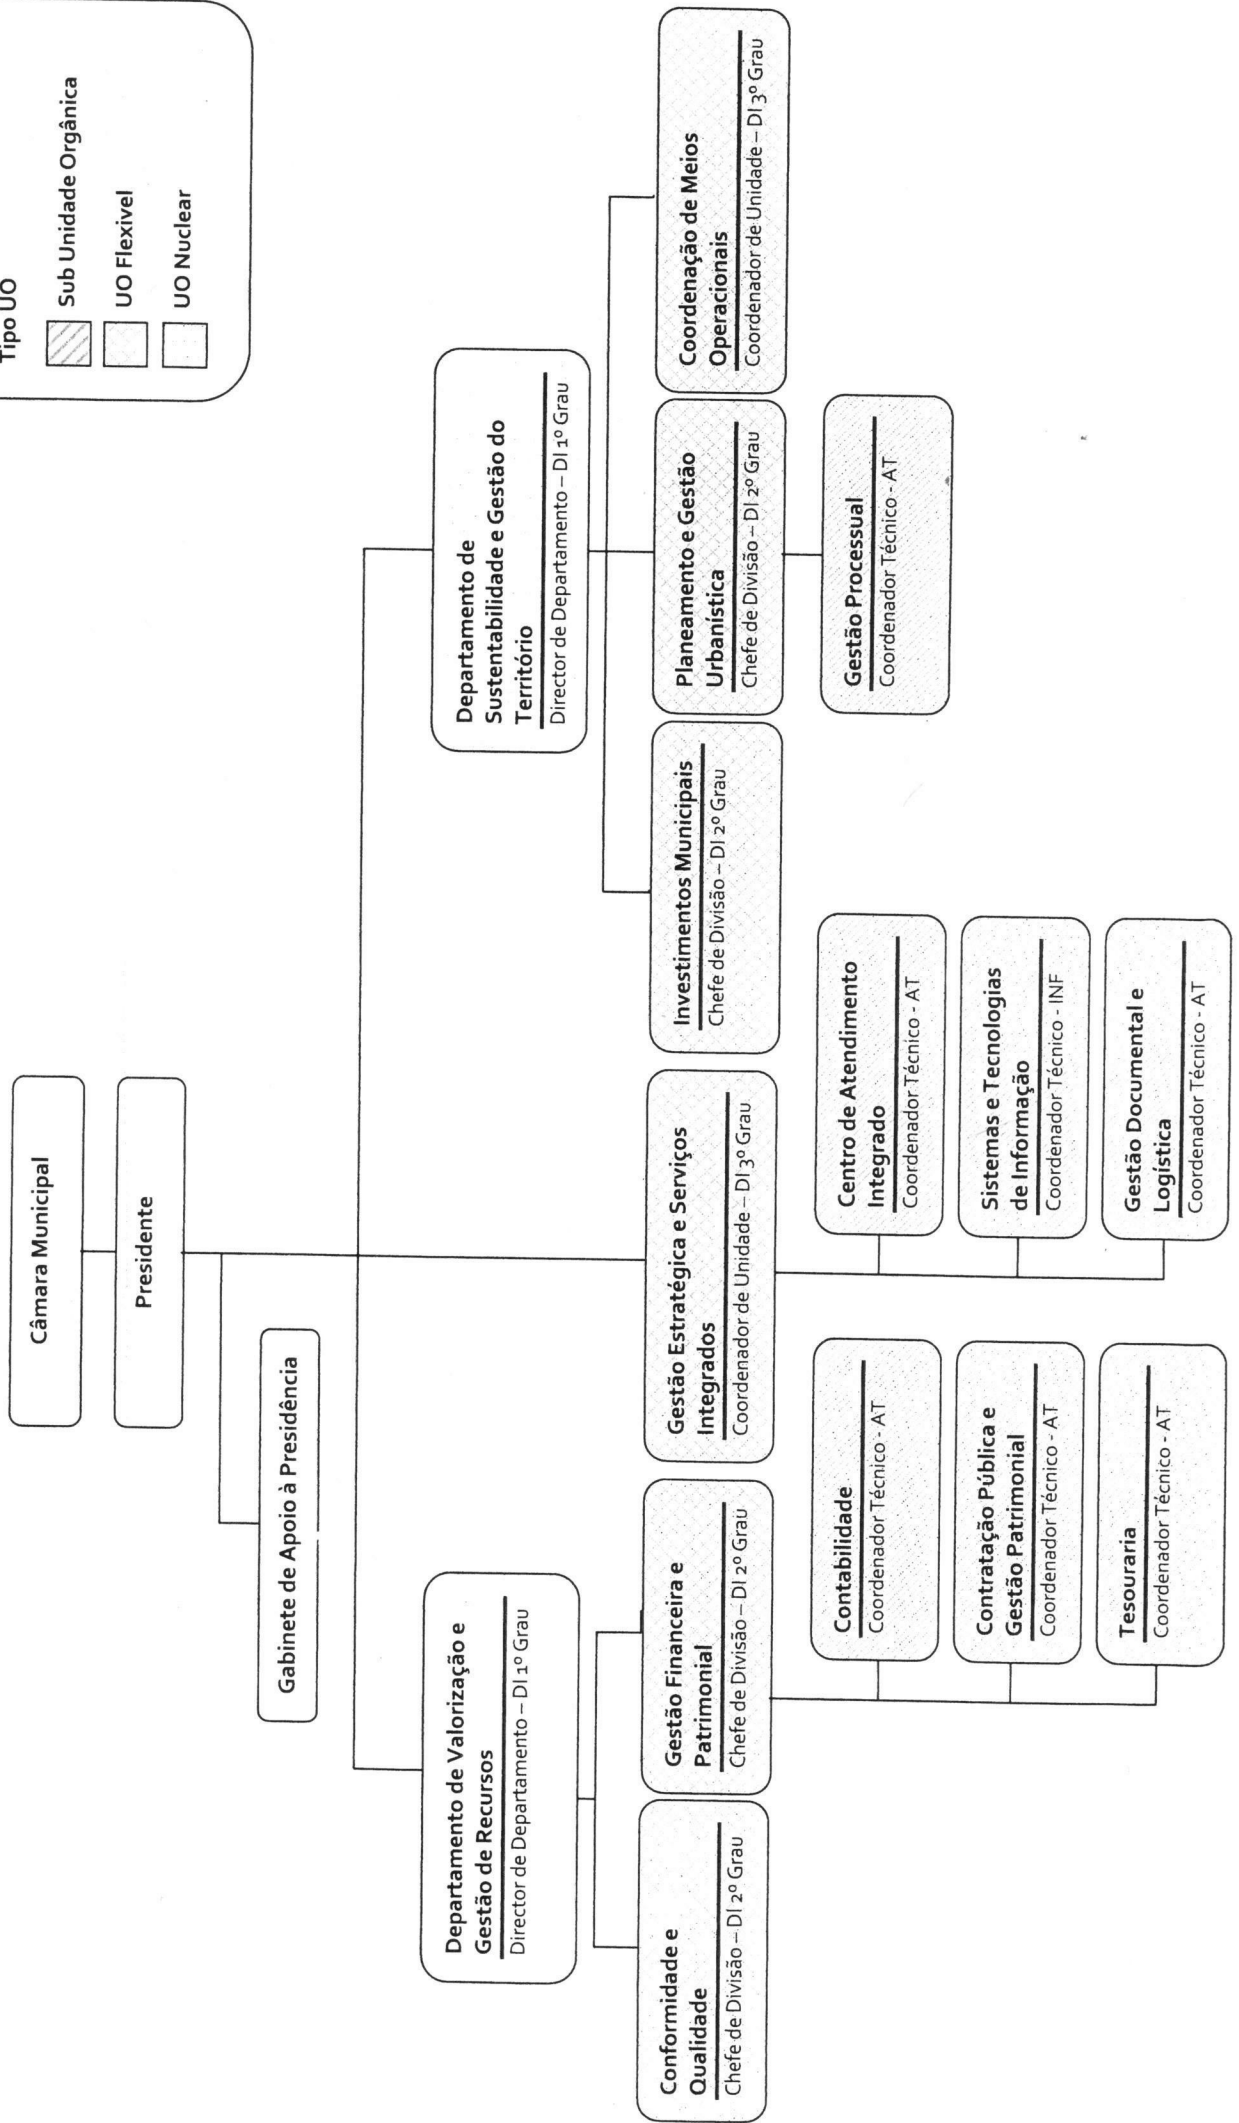 Tipo UO
Sub Unidade Orgânica
UO Flexivel
UO Nuclear
Câmara Municipal
Presidente
Gabinete de Apoio à Presidência
Departamento de Valorização e
Gestão de Recursos
Director de Departamento – DI 1º Grau
Departamento de
Sustentabilidade e Gestão do
Território
Director de Departamento – DI 1º Grau
Conformidade e
Qualidade
Chefe de Divisão – DI 2º Grau
Gestão Financeira e
Patrimonial
Chefe de Divisão – DI 2º Grau
Gestão Estratégica e Serviços
Integrados
Coordenador de Unidade – DI 3º Grau
Investimentos Municipais
Chefe de Divisão – DI 2º Grau
Planeamento e Gestão
Urbanística
Chefe de Divisão – DI 2º Grau
Coordenação de Meios
Operacionais
Coordenador de Unidade – DI 3º Grau
Contabilidade
Coordenador Técnico - AT
Contratação Pública e
Gestão Patrimonial
Coordenador Técnico - AT
Tesouraria
Coordenador Técnico - AT
Centro de Atendimento
Integrado
Coordenador Técnico - AT
Sistemas e Tecnologias
de Informação
Coordenador Técnico - INF
Gestão Documental e
Logística
Coordenador Técnico - AT
Gestão Processual
Coordenador Técnico - AT